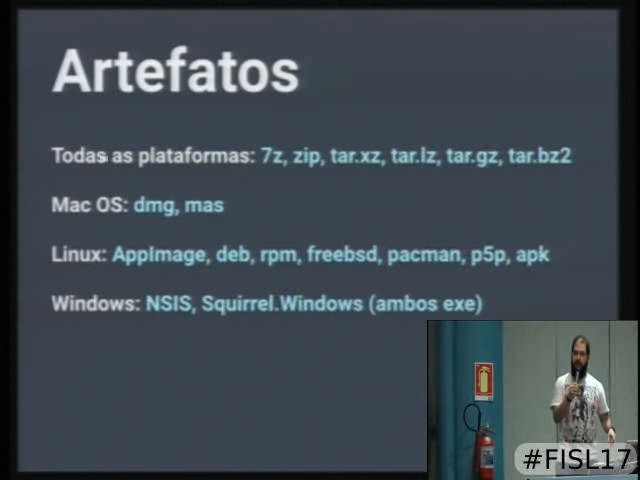 Artefatos
Todas as plataformas: 7z, zip, tar.xz, tar.lz, tar.gz, tar.bz2
Mac OS: dmg, mas
Linux: AppImage, deb, rpm, freebsd, pacman, p5p, apk
Windows: NSIS, Squirrel.Windows (ambos exe)
#FISL17